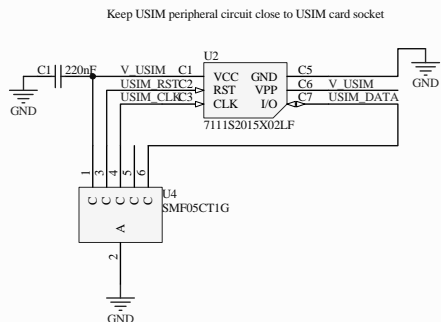 Keep USIM peripheral circuit close to USIM card socket
U2
C1 220nF V_USIM C1 VCC GND C5
USIM_RST C2 RST VPP C6 V_USIM
USIM_CLK C3 CLK I/O C7 USIM_DATA
GND
GND
7111S2015X02LF
1 3 4 5 6
U4
SMF05CT1G
C C C C C
A
2
GND